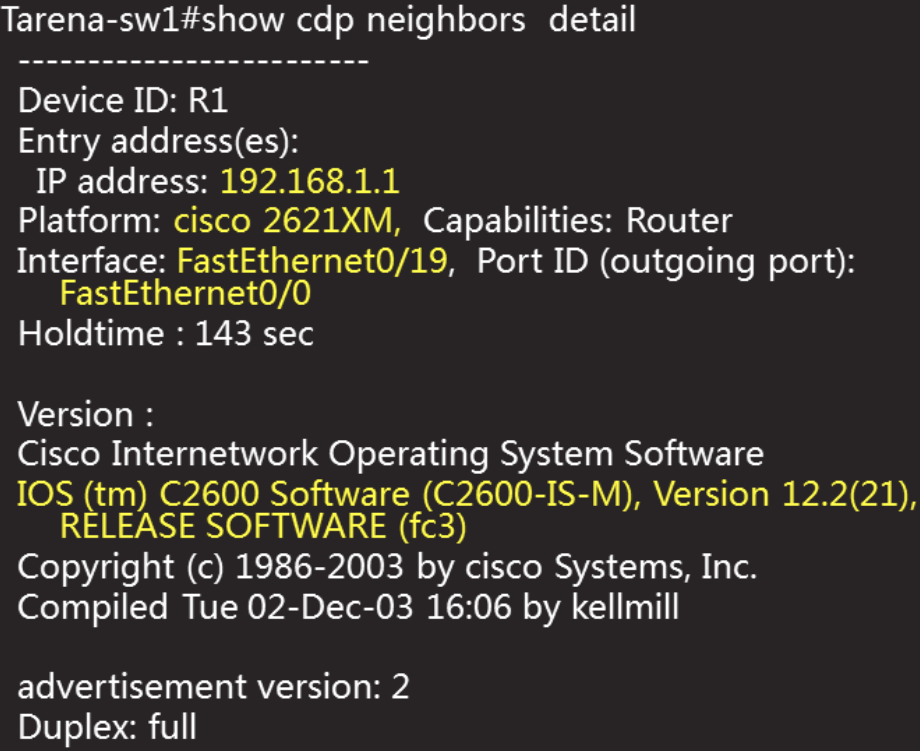 Tarena-sw1#show cdp neighbors  detail
-------------------------
Device ID: R1
Entry address(es):
IP address: 192.168.1.1
Platform: cisco 2621XM,  Capabilities: Router
Interface: FastEthernet0/19,  Port ID (outgoing port):
FastEthernet0/0
Holdtime : 143 sec
Version :
Cisco Internetwork Operating System Software
IOS (tm) C2600 Software (C2600-IS-M), Version 12.2(21),
RELEASE SOFTWARE (fc3)
Copyright (c) 1986-2003 by cisco Systems, Inc.
Compiled Tue 02-Dec-03 16:06 by kellmill
advertisement version: 2
Duplex: full